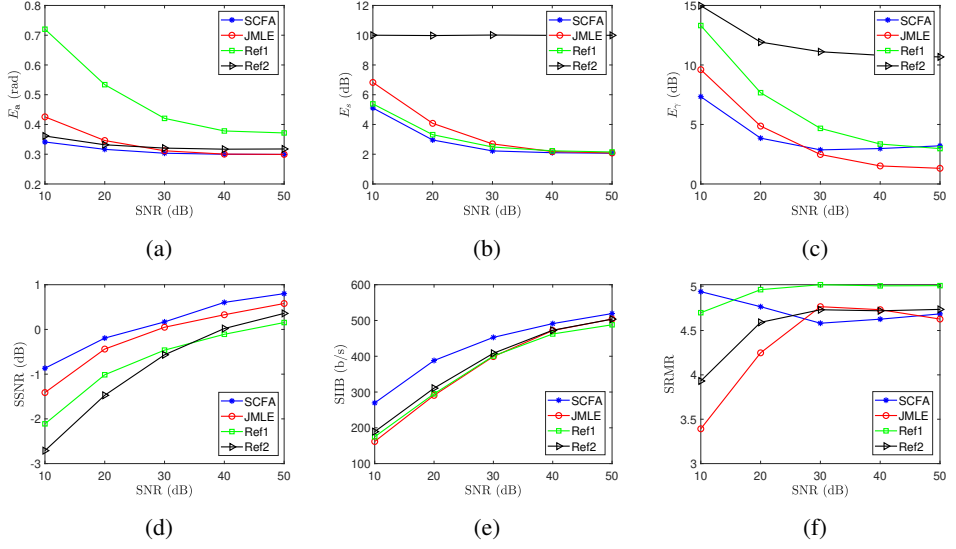 0.8
0.7
0.6
0.5
0.4
0.3
0.2
E_a (rad)
10 20 30 40 50
SNR (dB)
SCFA
JMLE
Ref1
Ref2
(a)
12
10
8
6
4
2
0
E_s (dB)
10 20 30 40 50
SNR (dB)
SCFA
JMLE
Ref1
Ref2
(b)
15
10
5
0
E_γ (dB)
10 20 30 40 50
SNR (dB)
SCFA
JMLE
Ref1
Ref2
(c)
1
0
-1
-2
-3
SSNR (dB)
10 20 30 40 50
SNR (dB)
SCFA
JMLE
Ref1
Ref2
(d)
600
500
400
300
200
100
SIIB (b/s)
10 20 30 40 50
SNR (dB)
SCFA
JMLE
Ref1
Ref2
(e)
5
4.5
4
3.5
3
SRMR
10 20 30 40 50
SNR (dB)
SCFA
JMLE
Ref1
Ref2
(f)